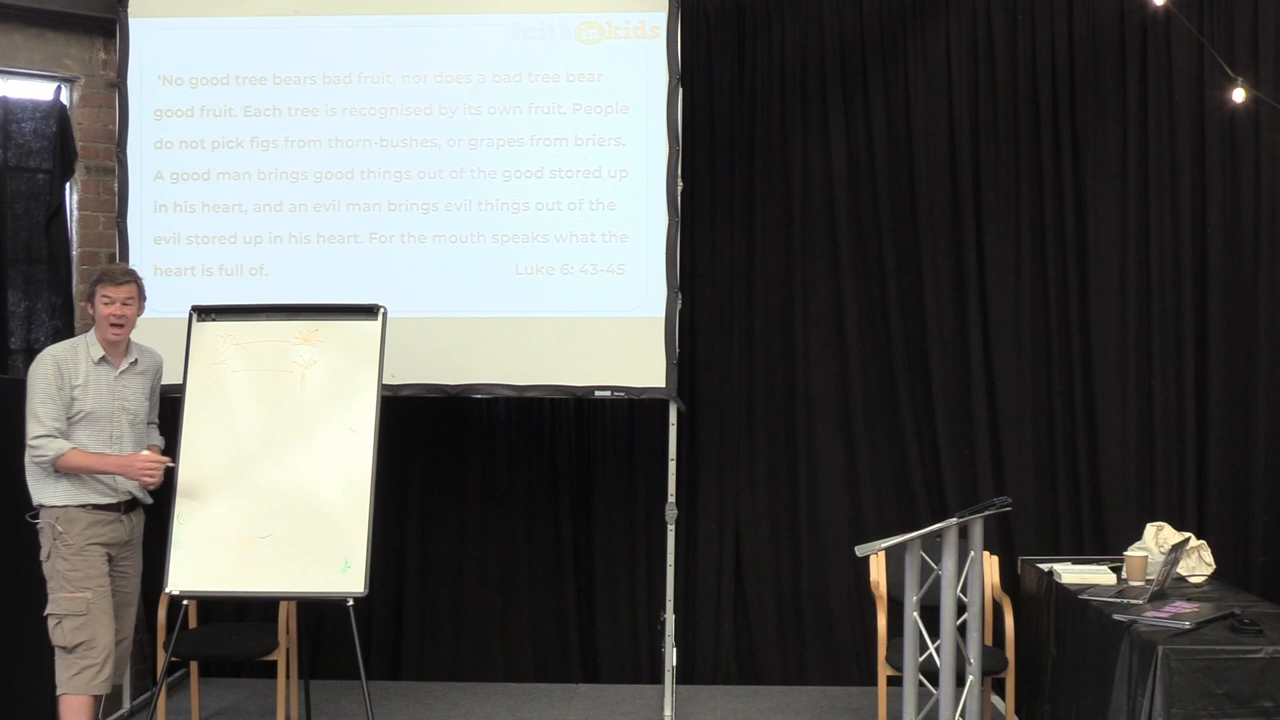 faith in kids
'No good tree bears bad fruit, nor does a bad tree bear
good fruit. Each tree is recognised by its own fruit. People
do not pick figs from thorn-bushes, or grapes from briers.
A good man brings good things out of the good stored up
in his heart, and an evil man brings evil things out of the
evil stored up in his heart. For the mouth speaks what the
heart is full of. Luke 6: 43-45